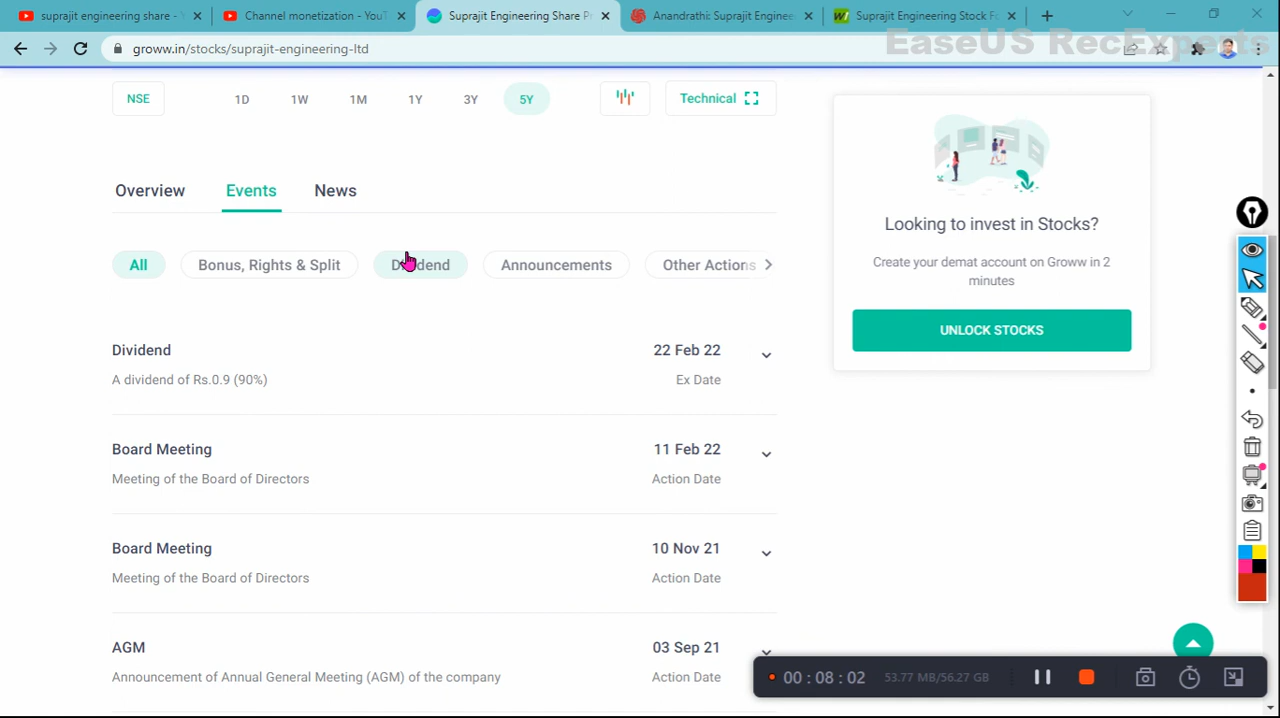 suprajit engineering share - Y
Channel monetization - YouT
Suprajit Engineering Share Pr
Anandrathi: Suprajit Enginee
Suprajit Engineering Stock Fo
groww.in/stocks/suprajit-engineering-ltd
EaseUS RecExperts
NSE
1D
1W
1M
1Y
3Y
5Y
Technical
Overview
Events
News
All
Bonus, Rights & Split
Dividend
Announcements
Other Actions
Dividend
22 Feb 22
A dividend of Rs.0.9 (90%)
Ex Date
Board Meeting
11 Feb 22
Meeting of the Board of Directors
Action Date
Board Meeting
10 Nov 21
Meeting of the Board of Directors
Action Date
AGM
03 Sep 21
Announcement of Annual General Meeting (AGM) of the company
Action Date
Looking to invest in Stocks?
Create your demat account on Groww in 2
minutes
UNLOCK STOCKS
00 : 08 : 02
53.77 MB/56.27 GB